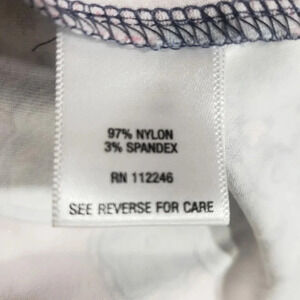 97% NYLON
3% SPANDEX
RN 112246
SEE REVERSE FOR CARE